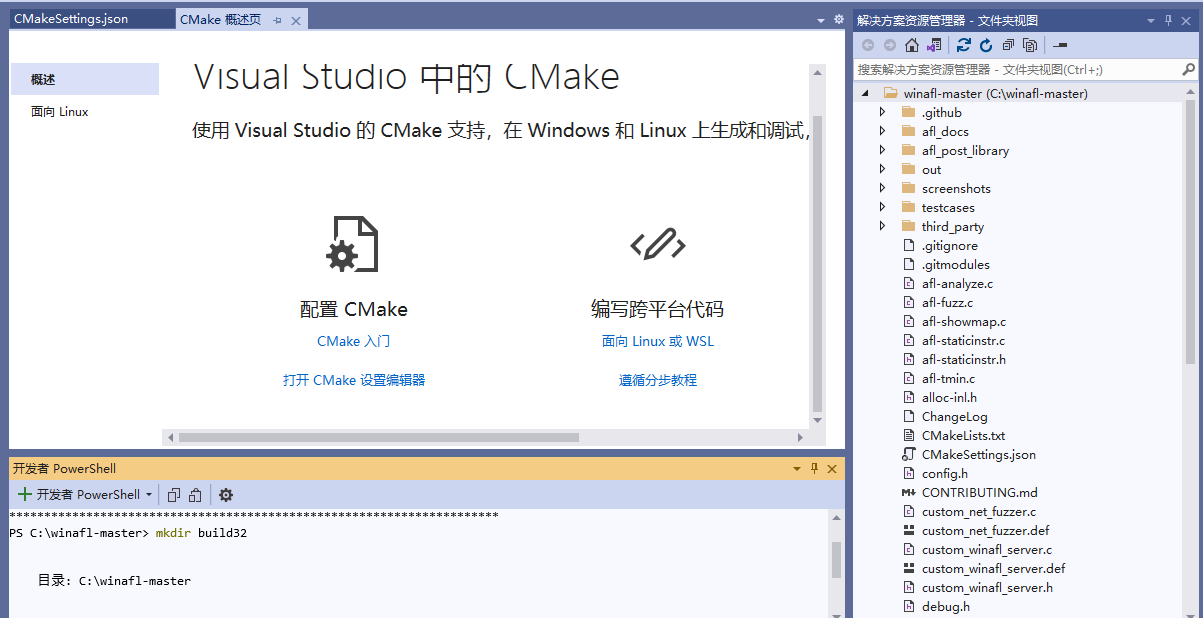 CMakeSettings.json
CMake 概述页
概述
面向 Linux
Visual Studio 中的 CMake
使用 Visual Studio 的 CMake 支持，在 Windows 和 Linux 上生成和调试，
配置 CMake
CMake 入门
打开 CMake 设置编辑器
编写跨平台代码
面向 Linux 或 WSL
遵循分步教程
开发者 PowerShell
开发者 PowerShell
**********************************************************************
PS C:\winafl-master> mkdir build32
目录: C:\winafl-master
解决方案资源管理器 - 文件夹视图
搜索解决方案资源管理器 - 文件夹视图(Ctrl+;)
winafl-master (C:\winafl-master)
.github
afl_docs
afl_post_library
out
screenshots
testcases
third_party
.gitignore
.gitmodules
afl-analyze.c
afl-fuzz.c
afl-showmap.c
afl-staticinstr.c
afl-staticinstr.h
afl-tmin.c
alloc-inl.h
ChangeLog
CMakeLists.txt
CMakeSettings.json
config.h
CONTRIBUTING.md
custom_net_fuzzer.c
custom_net_fuzzer.def
custom_winafl_server.c
custom_winafl_server.def
custom_winafl_server.h
debug.h